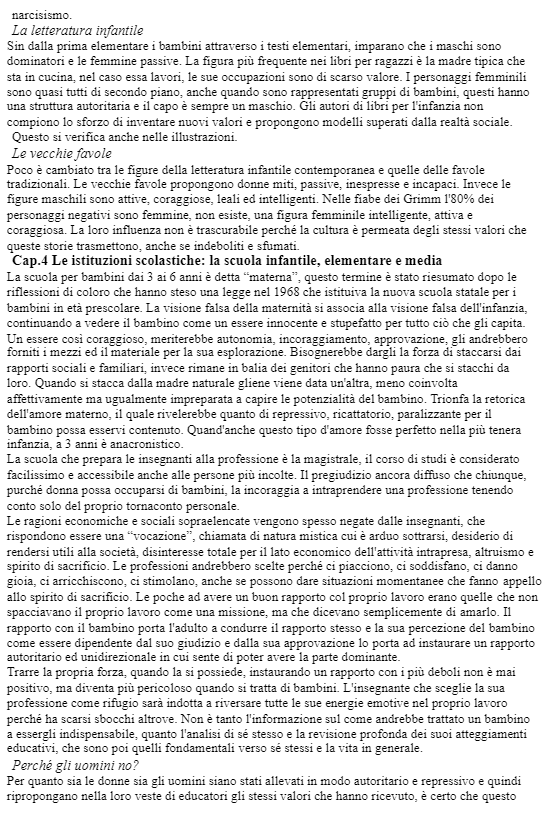 narcisismo.
La letteratura infantile
Sin dalla prima elementare i bambini attraverso i testi elementari, imparano che i maschi sono
dominatori e le femmine passive. La figura più frequente nei libri per ragazzi è la madre tipica che
sta in cucina, nel caso essa lavori, le sue occupazioni sono di scarso valore. I personaggi femminili
sono quasi tutti di secondo piano, anche quando sono rappresentati gruppi di bambini, questi hanno
una struttura autoritaria e il capo è sempre un maschio. Gli autori di libri per l'infanzia non
compiono lo sforzo di inventare nuovi valori e propongono modelli superati dalla realtà sociale.
Questo si verifica anche nelle illustrazioni.
Le vecchie favole
Poco è cambiato tra le figure della letteratura infantile contemporanea e quelle delle favole
tradizionali. Le vecchie favole propongono donne miti, passive, inespresse e incapaci. Invece le
figure maschili sono attive, coraggiose, leali ed intelligenti. Nelle fiabe dei Grimm l'80% dei
personaggi negativi sono femmine, non esiste, una figura femminile intelligente, attiva e
coraggiosa. La loro influenza non è trascurabile perché la cultura è permeata degli stessi valori che
queste storie trasmettono, anche se indeboliti e sfumati.
Cap.4 Le istituzioni scolastiche: la scuola infantile, elementare e media
La scuola per bambini dai 3 ai 6 anni è detta “materna”, questo termine è stato riesumato dopo le
riflessioni di coloro che hanno steso una legge nel 1968 che istituiva la nuova scuola statale per i
bambini in età prescolare. La visione falsa della maternità si associa alla visione falsa dell'infanzia,
continuando a vedere il bambino come un essere innocente e stupefatto per tutto ciò che gli capita.
Un essere così coraggioso, meriterebbe autonomia, incoraggiamento, approvazione, gli andrebbero
forniti i mezzi ed il materiale per la sua esplorazione. Bisognerebbe dargli la forza di staccarsi dai
rapporti sociali e familiari, invece rimane in balia dei genitori che hanno paura che si stacchi da
loro. Quando si stacca dalla madre naturale gliene viene data un'altra, meno coinvolta
affettivamente ma ugualmente impreparata a capire le potenzialità del bambino. Trionfa la retorica
dell'amore materno, il quale rivelerebbe quanto di repressivo, ricattatorio, paralizzante per il
bambino possa esservi contenuto. Quand'anche questo tipo d'amore fosse perfetto nella più tenera
infanzia, a 3 anni è anacronistico.
La scuola che prepara le insegnanti alla professione è la magistrale, il corso di studi è considerato
facilissimo e accessibile anche alle persone più incolte. Il pregiudizio ancora diffuso che chiunque,
purché donna possa occuparsi di bambini, la incoraggia a intraprendere una professione tenendo
conto solo del proprio tornaconto personale.
Le ragioni economiche e sociali sopraelencate vengono spesso negate dalle insegnanti, che
rispondono essere una “vocazione”, chiamata di natura mistica cui è arduo sottrarsi, desiderio di
rendersi utili alla società, disinteresse totale per il lato economico dell'attività intrapresa, altruismo e
spirito di sacrificio. Le professioni andrebbero scelte perché ci piacciono, ci soddisfano, ci danno
gioia, ci arricchiscono, ci stimolano, anche se possono dare situazioni momentanee che fanno appello
allo spirito di sacrificio. Le poche ad avere un buon rapporto col proprio lavoro erano quelle che non
spacciavano il proprio lavoro come una missione, ma che dicevano semplicemente di amarlo. Il
rapporto con il bambino porta l'adulto a condurre il rapporto stesso e la sua percezione del bambino
come essere dipendente dal suo giudizio e dalla sua approvazione lo porta ad instaurare un rapporto
autoritario ed unidirezionale in cui sente di poter avere la parte dominante.
Trarre la propria forza, quando la si possiede, instaurando un rapporto con i più deboli non è mai
positivo, ma diventa più pericoloso quando si tratta di bambini. L'insegnante che sceglie la sua
professione come rifugio sarà indotta a riversare tutte le sue energie emotive nel proprio lavoro
perché ha scarsi sbocchi altrove. Non è tanto l'informazione sul come andrebbe trattato un bambino
a essergli indispensabile, quanto l'analisi di sé stesso e la revisione profonda dei suoi atteggiamenti
educativi, che sono poi quelli fondamentali verso sé stessi e la vita in generale.
Perché gli uomini no?
Per quanto sia le donne sia gli uomini siano stati allevati in modo autoritario e repressivo e quindi
ripropongano nella loro veste di educatori gli stessi valori che hanno ricevuto, è certo che questo